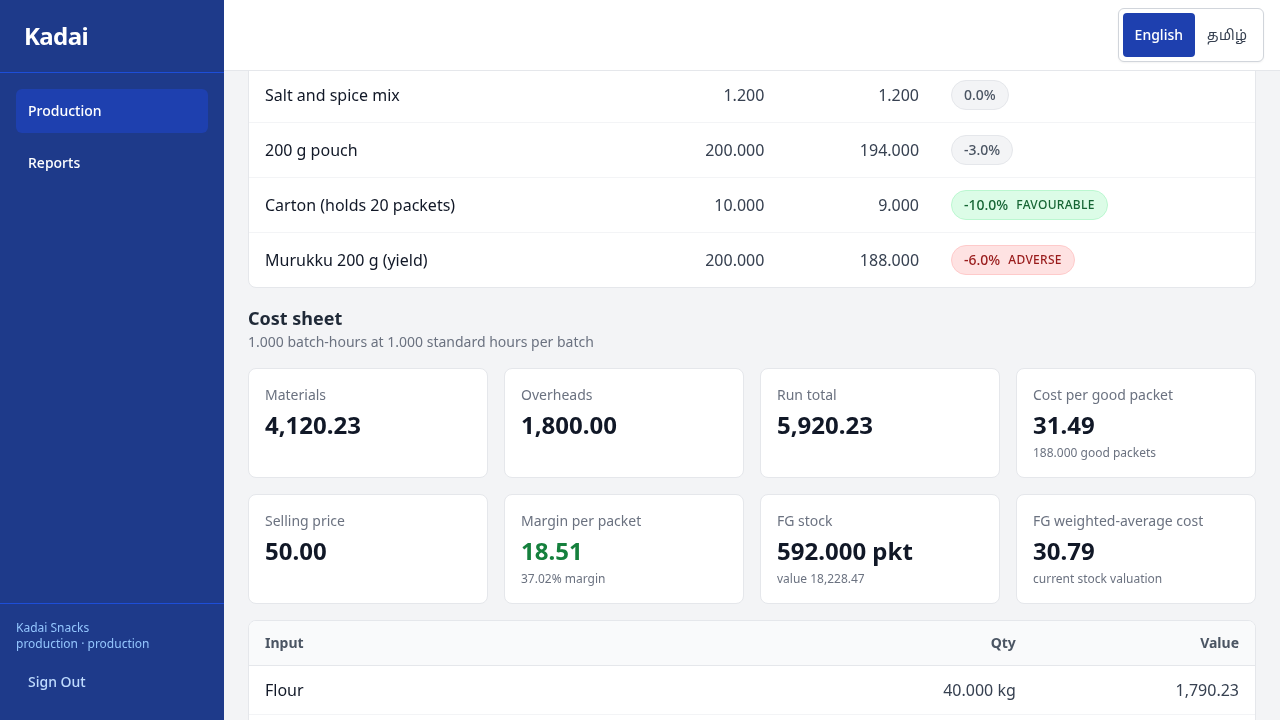 Kadai
English
தமிழ்
Production
Reports
Salt and spice mix 1.200 1.200 0.0%
200 g pouch 200.000 194.000 -3.0%
Carton (holds 20 packets) 10.000 9.000 -10.0% FAVOURABLE
Murukku 200 g (yield) 200.000 188.000 -6.0% ADVERSE
Cost sheet
1.000 batch-hours at 1.000 standard hours per batch
Materials
4,120.23
Overheads
1,800.00
Run total
5,920.23
Cost per good packet
31.49
188.000 good packets
Selling price
50.00
Margin per packet
18.51
37.02% margin
FG stock
592.000 pkt
value 18,228.47
FG weighted-average cost
30.79
current stock valuation
Input Qty Value
Flour 40.000 kg 1,790.23
Kadai Snacks
production · production
Sign Out